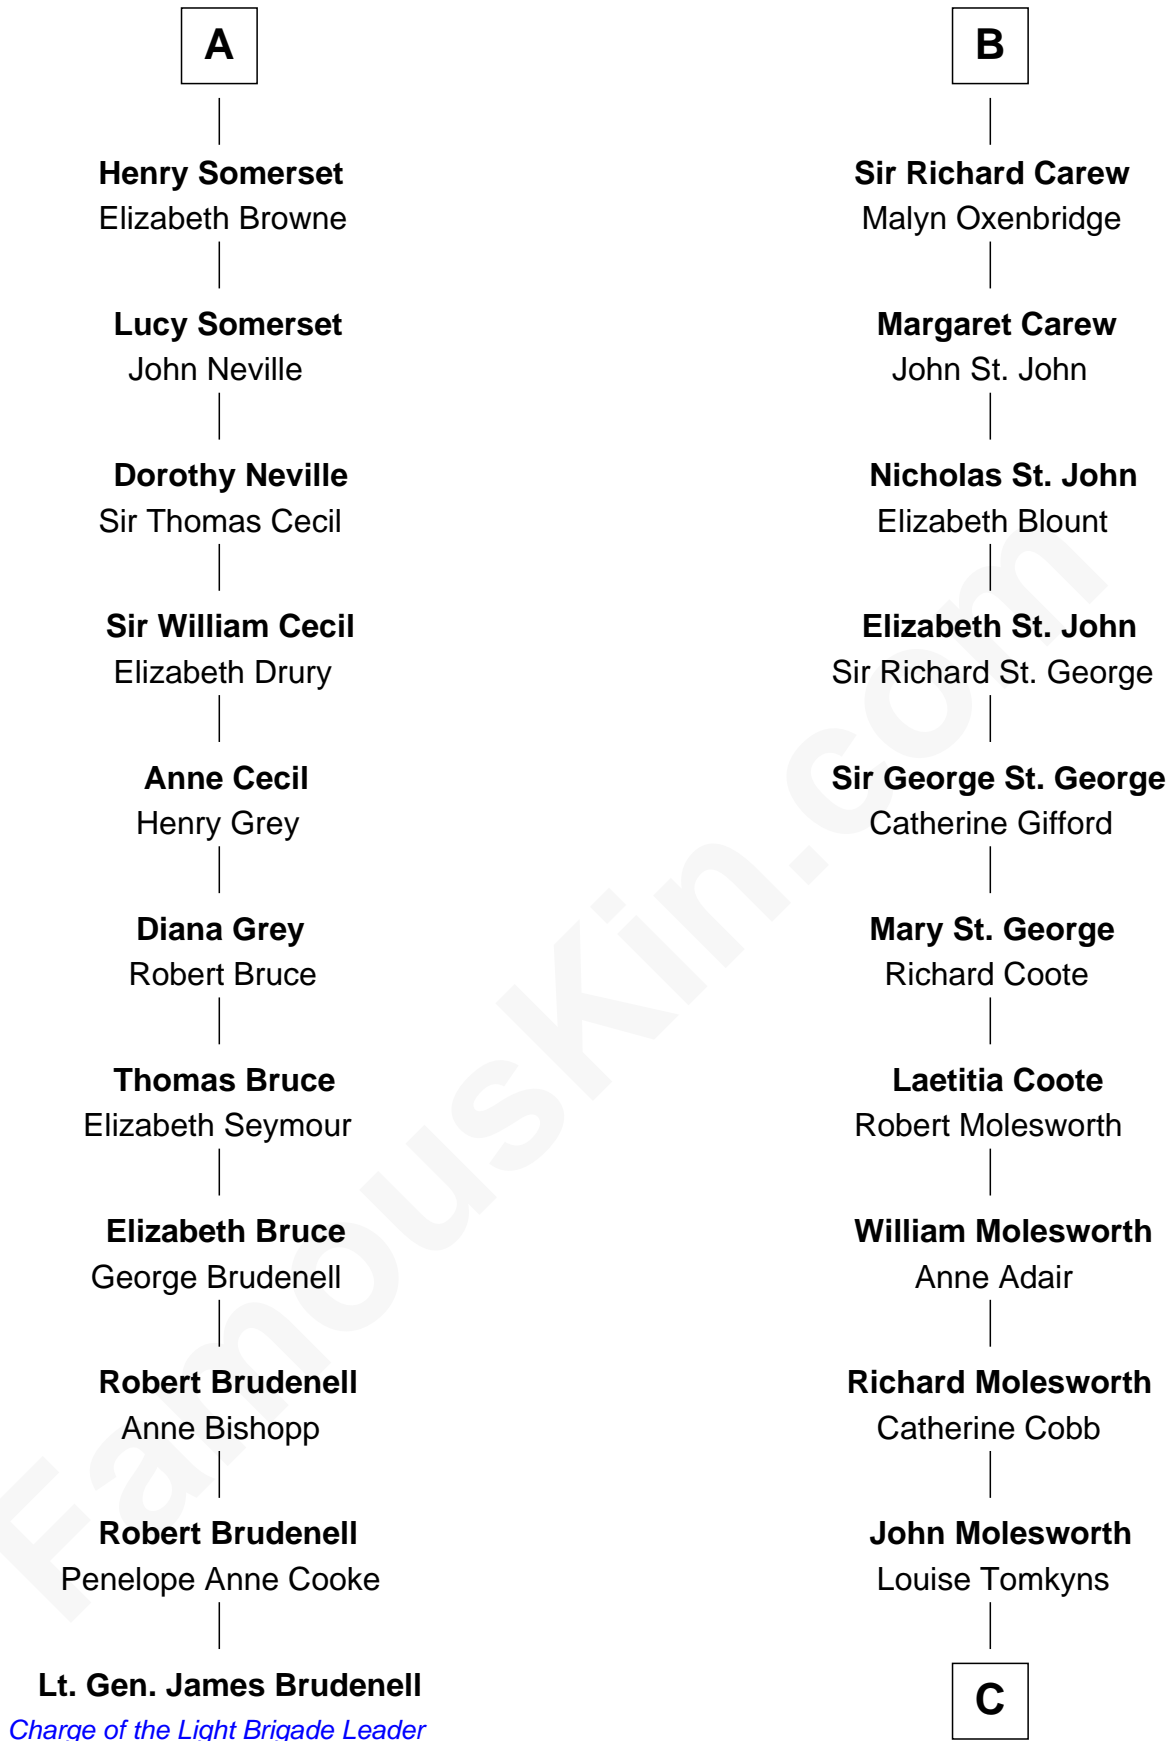 A
Henry Somerset
Elizabeth Browne
Lucy Somerset
John Neville
Dorothy Neville
Sir Thomas Cecil
Sir William Cecil
Elizabeth Drury
Anne Cecil
Henry Grey
Diana Grey
Robert Bruce
Thomas Bruce
Elizabeth Seymour
Elizabeth Bruce
George Brudenell
Robert Brudenell
Anne Bishopp
Robert Brudenell
Penelope Anne Cooke
Lt. Gen. James Brudenell
Charge of the Light Brigade Leader
B
Sir Richard Carew
Malyn Oxenbridge
Margaret Carew
John St. John
Nicholas St. John
Elizabeth Blount
Elizabeth St. John
Sir Richard St. George
Sir George St. George
Catherine Gifford
Mary St. George
Richard Coote
Laetitia Coote
Robert Molesworth
William Molesworth
Anne Adair
Richard Molesworth
Catherine Cobb
John Molesworth
Louise Tomkyns
C
FamousKin.com